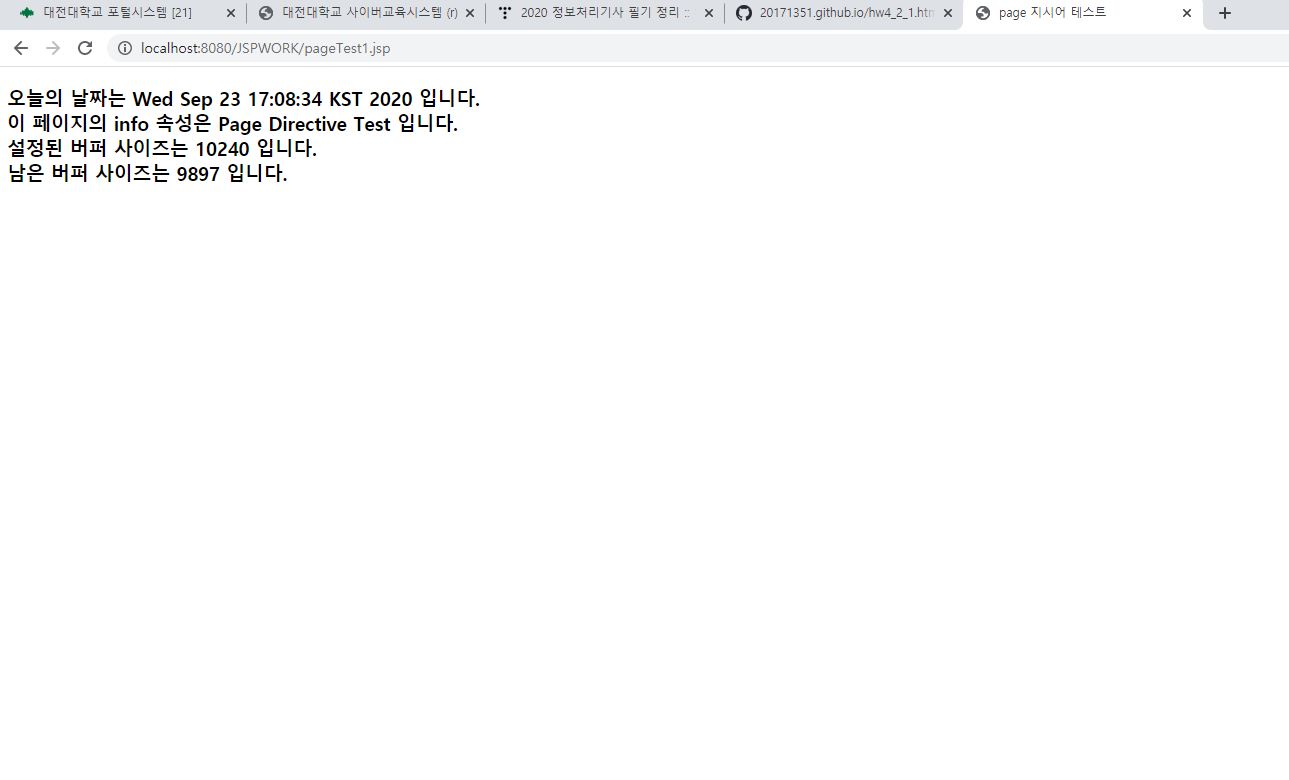 대전대학교 포털시스템 [21]
대전대학교 사이버교육시스템 (r)
2020 정보처리기사 필기 정리 ::
20171351.github.io/hw4_2_1.htm
page 지시어 테스트
localhost:8080/JSPWORK/pageTest1.jsp
오늘의 날짜는 Wed Sep 23 17:08:34 KST 2020 입니다.
이 페이지의 info 속성은 Page Directive Test 입니다.
설정된 버퍼 사이즈는 10240 입니다.
남은 버퍼 사이즈는 9897 입니다.